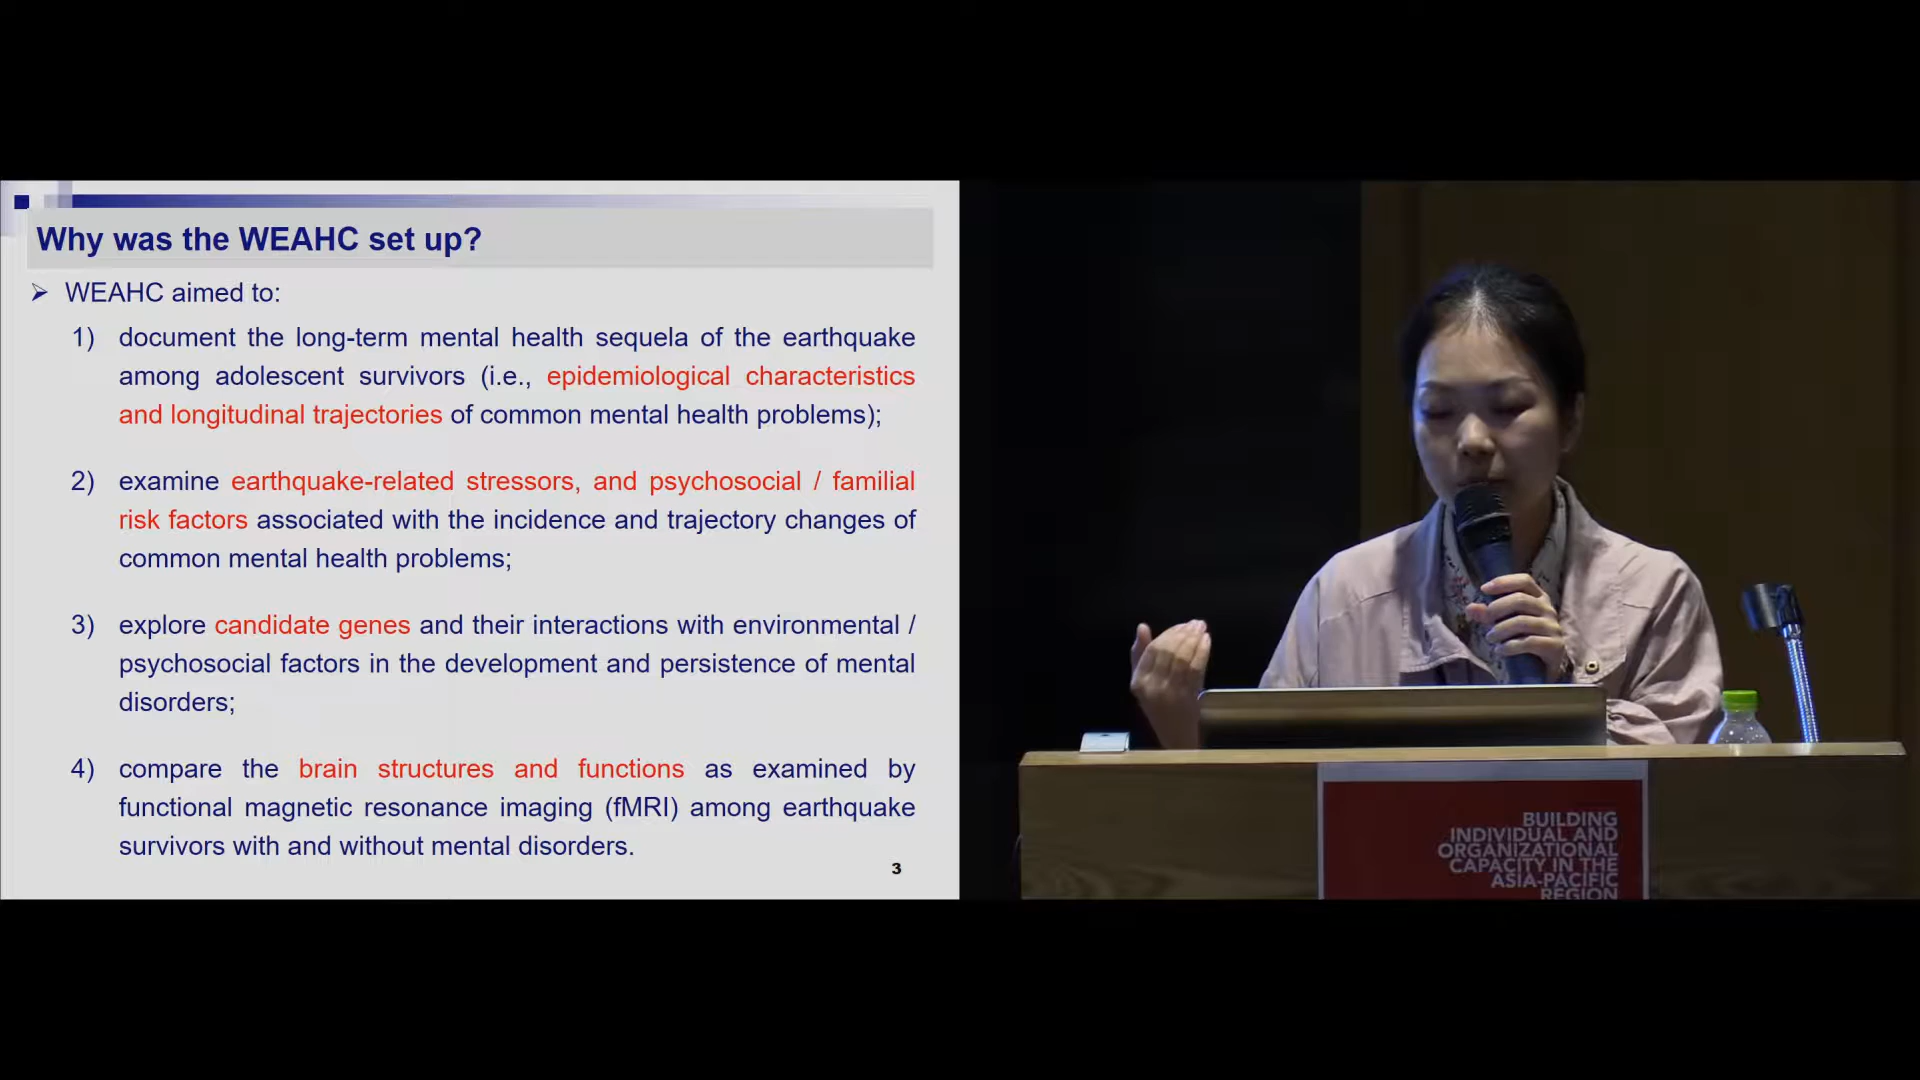 Why was the WEAHC set up?
➢ WEAHC aimed to:
1) document the long-term mental health sequela of the earthquake
among adolescent survivors (i.e., epidemiological characteristics
and longitudinal trajectories of common mental health problems);
2) examine earthquake-related stressors, and psychosocial / familial
risk factors associated with the incidence and trajectory changes of
common mental health problems;
3) explore candidate genes and their interactions with environmental /
psychosocial factors in the development and persistence of mental
disorders;
4) compare the brain structures and functions as examined by
functional magnetic resonance imaging (fMRI) among earthquake
survivors with and without mental disorders.
3
BUILDING
INDIVIDUAL AND
ORGANIZATIONAL
CAPACITY IN THE
ASIA-PACIFIC
REGION